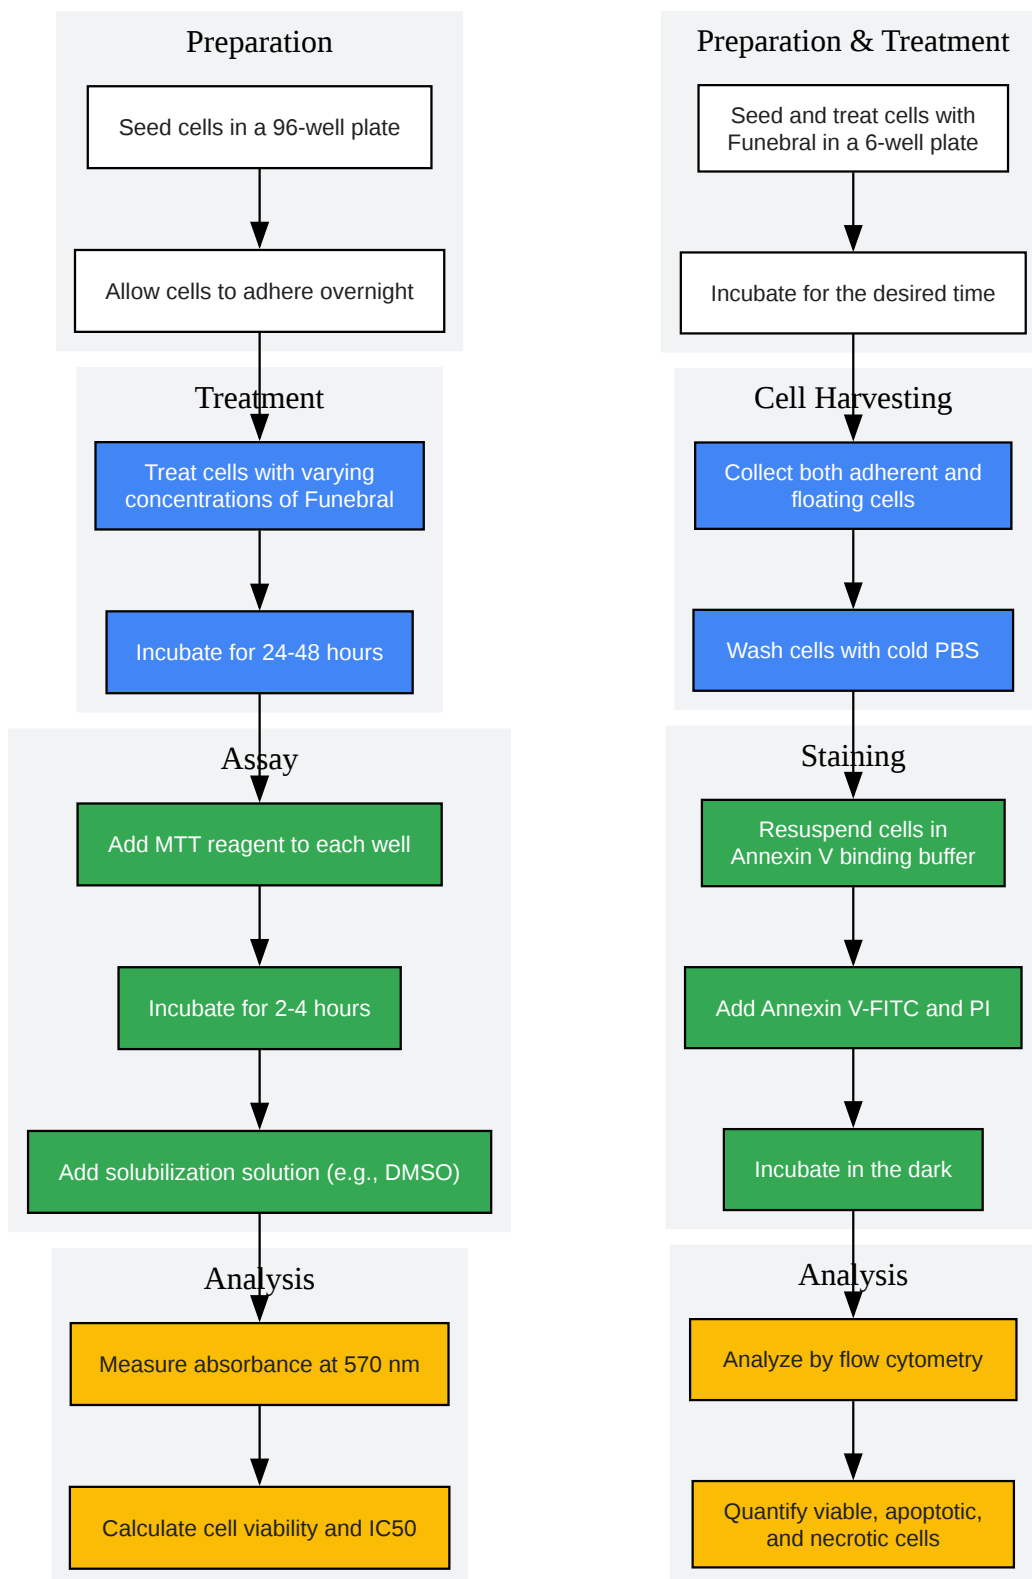 Preparation
Seed cells in a 96-well plate
Allow cells to adhere overnight
Treatment
Treat cells with varying
concentrations of Funebral
Incubate for 24-48 hours
Assay
Add MTT reagent to each well
Incubate for 2-4 hours
Add solubilization solution (e.g., DMSO)
Analysis
Measure absorbance at 570 nm
Calculate cell viability and IC50
Preparation & Treatment
Seed and treat cells with
Funebral in a 6-well plate
Incubate for the desired time
Cell Harvesting
Collect both adherent and
floating cells
Wash cells with cold PBS
Staining
Resuspend cells in
Annexin V binding buffer
Add Annexin V-FITC and PI
Incubate in the dark
Analysis
Analyze by flow cytometry
Quantify viable, apoptotic,
and necrotic cells